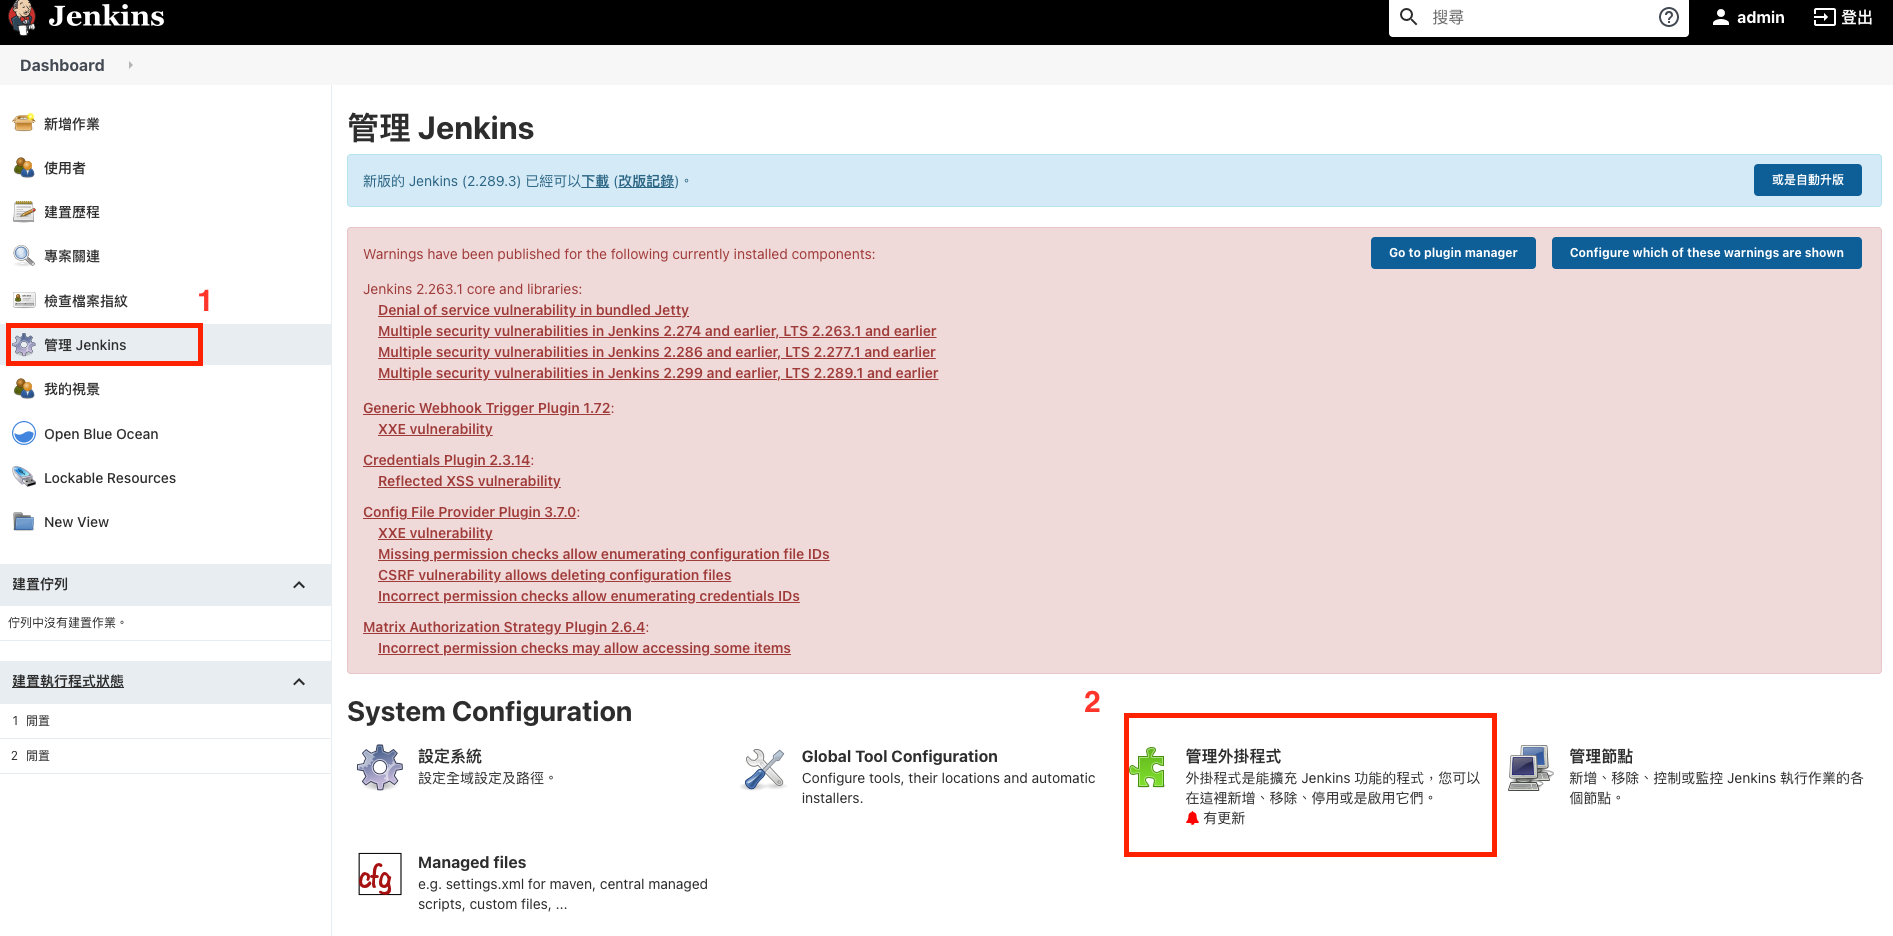 Jenkins
搜尋
admin
登出
Dashboard
新增作業
使用者
建置歷程
專案關連
檢查檔案指紋
1
管理 Jenkins
我的視景
Open Blue Ocean
Lockable Resources
New View
建置佇列
佇列中沒有建置作業。
建置執行程式狀態
1 閒置
2 閒置
管理 Jenkins
新版的 Jenkins (2.289.3) 已經可以下載 (改版記錄)。
或是自動升版
Warnings have been published for the following currently installed components:
Go to plugin manager
Configure which of these warnings are shown
Jenkins 2.263.1 core and libraries:
Denial of service vulnerability in bundled Jetty
Multiple security vulnerabilities in Jenkins 2.274 and earlier, LTS 2.263.1 and earlier
Multiple security vulnerabilities in Jenkins 2.286 and earlier, LTS 2.277.1 and earlier
Multiple security vulnerabilities in Jenkins 2.299 and earlier, LTS 2.289.1 and earlier
Generic Webhook Trigger Plugin 1.72:
XXE vulnerability
Credentials Plugin 2.3.14:
Reflected XSS vulnerability
Config File Provider Plugin 3.7.0:
XXE vulnerability
Missing permission checks allow enumerating configuration file IDs
CSRF vulnerability allows deleting configuration files
Incorrect permission checks allow enumerating credentials IDs
Matrix Authorization Strategy Plugin 2.6.4:
Incorrect permission checks may allow accessing some items
System Configuration
2
設定系統
設定全域設定及路徑。
Global Tool Configuration
Configure tools, their locations and automatic
installers.
管理外掛程式
外掛程式是能擴充 Jenkins 功能的程式，您可以
在這裡新增、移除、停用或是啟用它們。
有更新
管理節點
新增、移除、控制或監控 Jenkins 執行作業的各
個節點。
cfg
Managed files
e.g. settings.xml for maven, central managed
scripts, custom files, ...